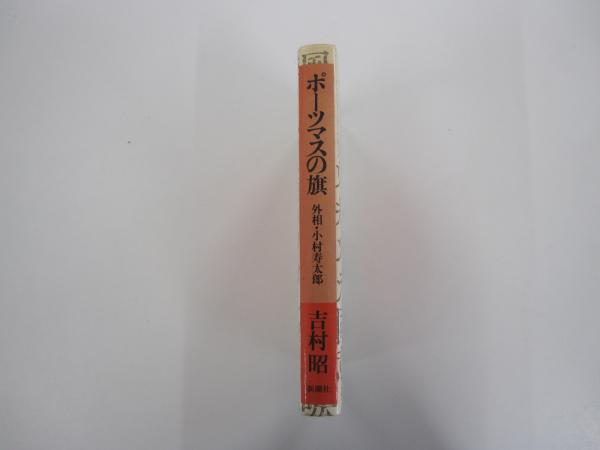 ポーツマスの旗
外相・小村寿太郎
吉村昭
新潮社